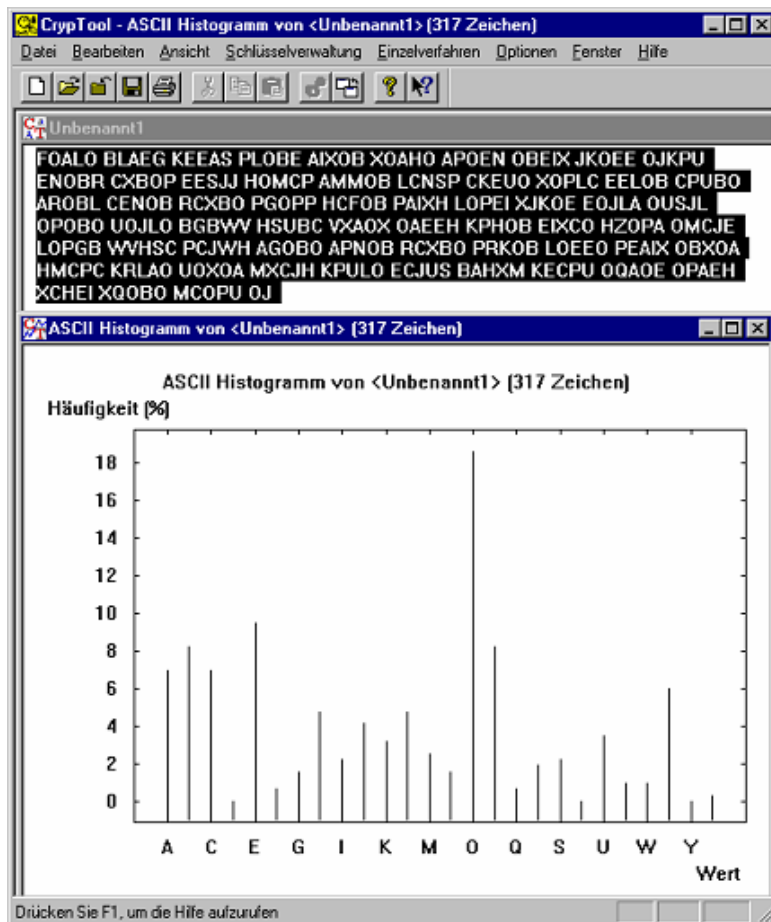 CrypTool - ASCII Histogramm von <Unbenannt1> (317 Zeichen)
Datei Bearbeiten Ansicht Schlüsselverwaltung Einzelverfahren Optionen Fenster Hilfe
Unbenannt1
FOALO BLAEG KEEAS PLOBE AIXOB XOAHO APOEN OBEIX JKOEE OJKPU
ENOBR CXBOP EESJJ HOMCP AMMOB LCNSP CKEUO XOPLC EELOB CPUBO
AROBL CENOB RCXBO PGOPP HCFOB PAIXH LOPEI XJKOE EOJLA OUSJL
OPOBO UOJLO BGBWV HSUBC VXAOX OAEEH KPHOB EIXCO HZOPA OMCJE
LOPGB WVHSC PCJWH AGOBO APNOB RCXBO PRKOB LOEEO PEAIX OBXOA
HMCPC KRLAO UOXOA MXCJH KPULO ECJUS BAHXM KECPU OQAOE OPAEH
XCHEI XQOBO MCOPU OJ
ASCII Histogramm von <Unbenannt1> (317 Zeichen)
ASCII Histogramm von <Unbenannt1> (317 Zeichen)
Häufigkeit (%)
18
16
14
12
10
8
6
4
2
0
A C E G I K M O Q S U W Y
Wert
Drücken Sie F1, um die Hilfe aufzurufen